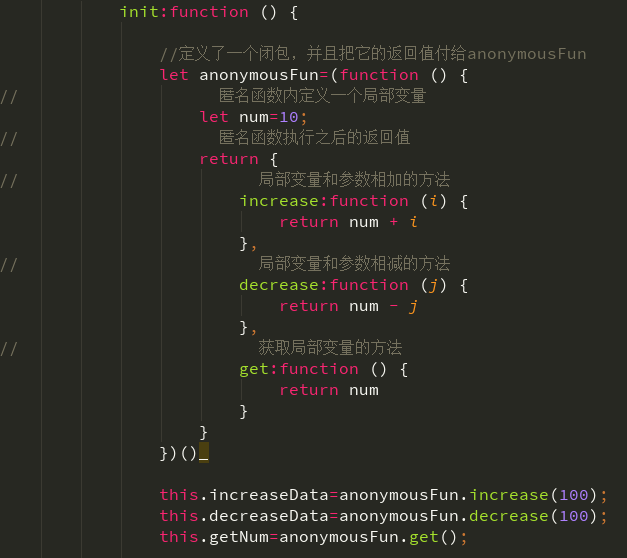 init:function () {
//定义了一个闭包，并且把它的返回值付给anonymousFun
let anonymousFun=(function () {
// 匿名函数内定义一个局部变量
let num=10;
// 匿名函数执行之后的返回值
return {
// 局部变量和参数相加的方法
increase:function (i) {
return num + i
},
// 局部变量和参数相减的方法
decrease:function (j) {
return num - j
},
// 获取局部变量的方法
get:function () {
return num
}
}
})()
this.increaseData=anonymousFun.increase(100);
this.decreaseData=anonymousFun.decrease(100);
this.getNum=anonymousFun.get();